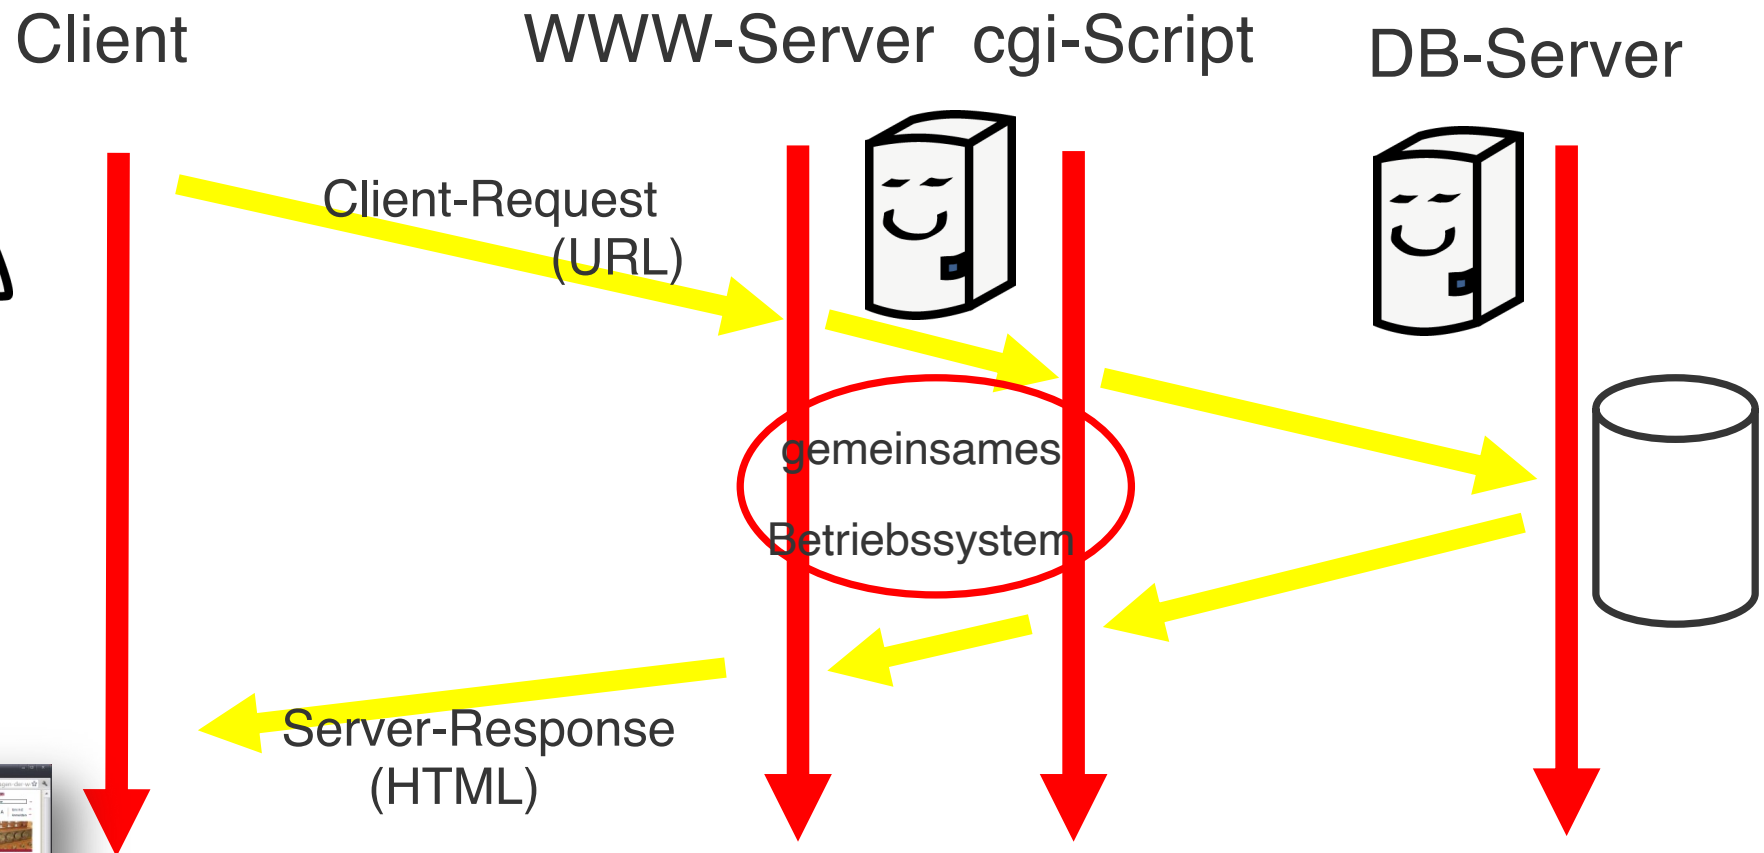 Client
WWW-Server
cgi-Script
DB-Server
Client-Request
(URL)
gemeinsames
Betriebssystem
Server-Response
(HTML)